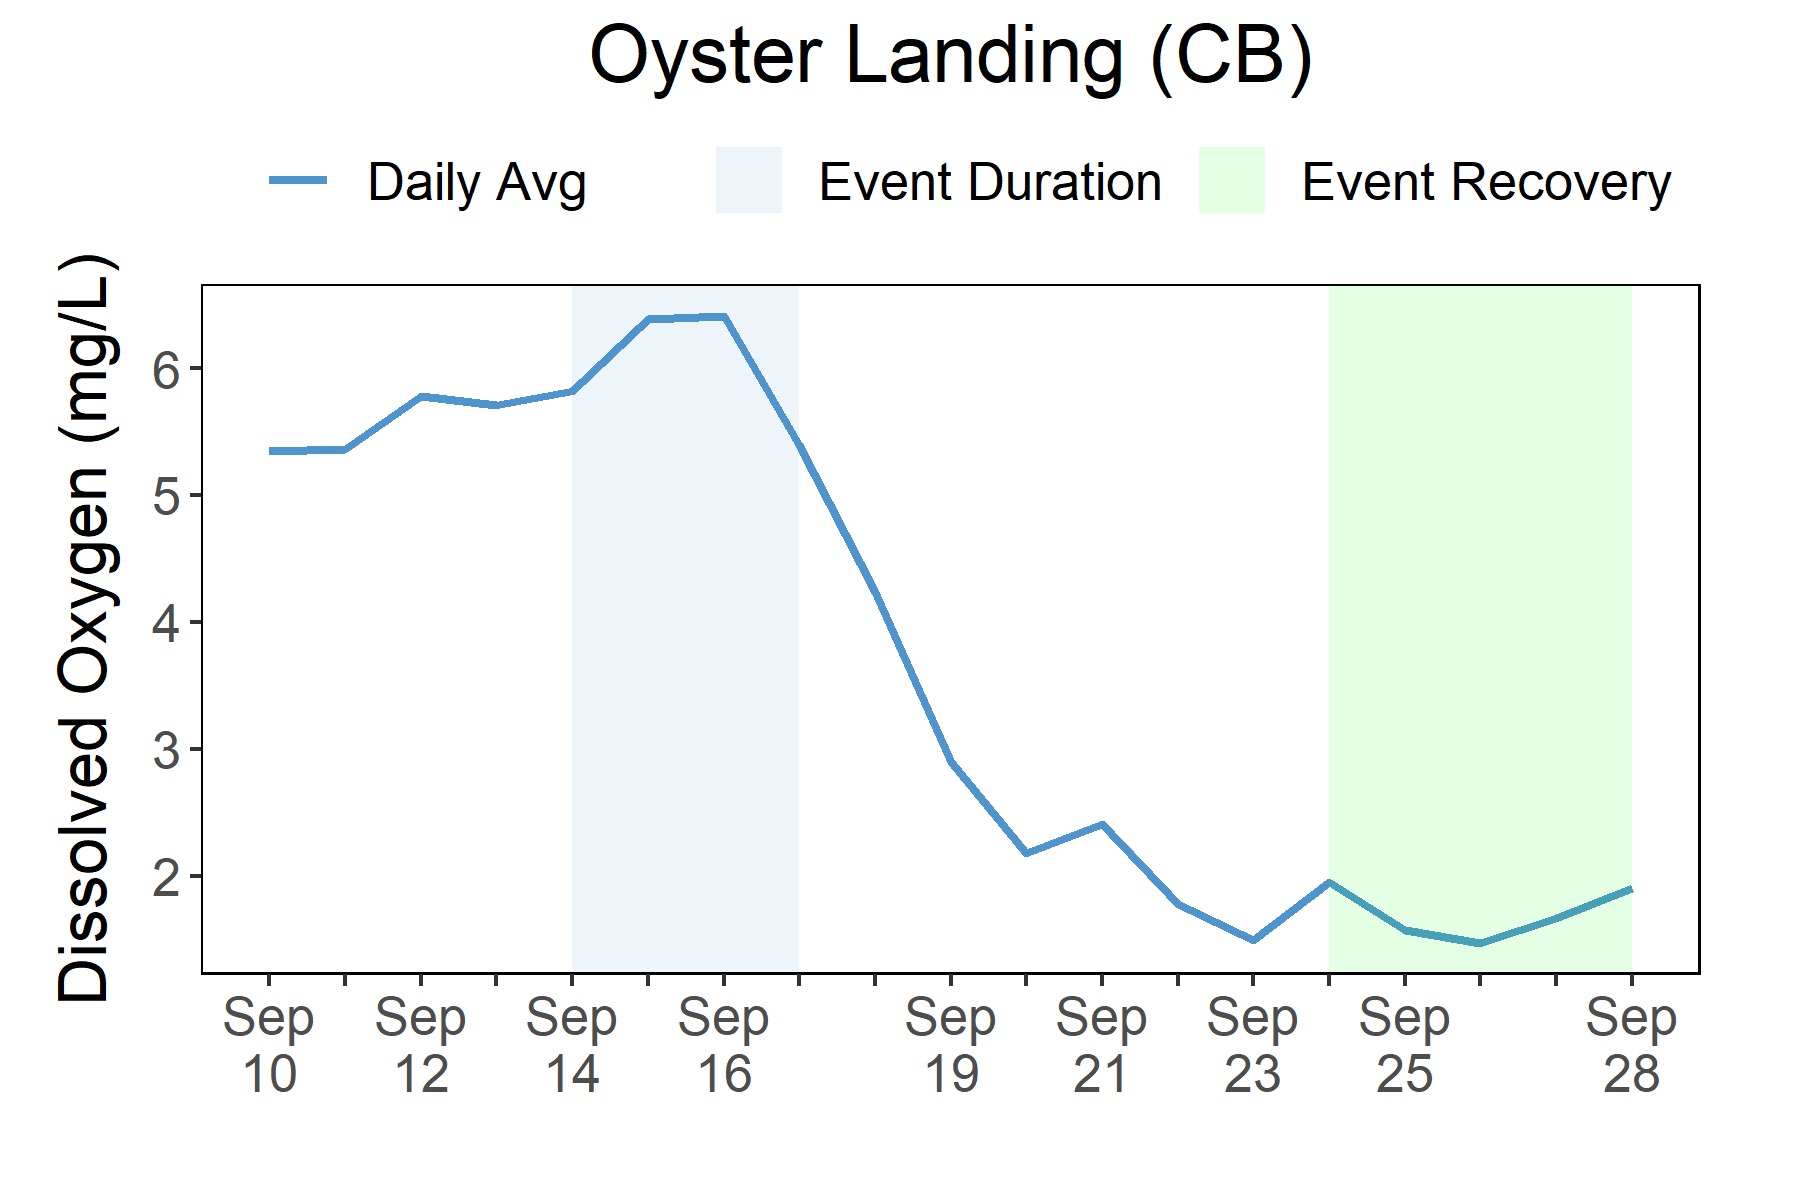 Oyster Landing (CB)
Daily Avg
Event Duration
Event Recovery
Dissolved Oxygen (mg/L)
6
5
4
3
2
Sep
10
Sep
12
Sep
14
Sep
16
Sep
19
Sep
21
Sep
23
Sep
25
Sep
28